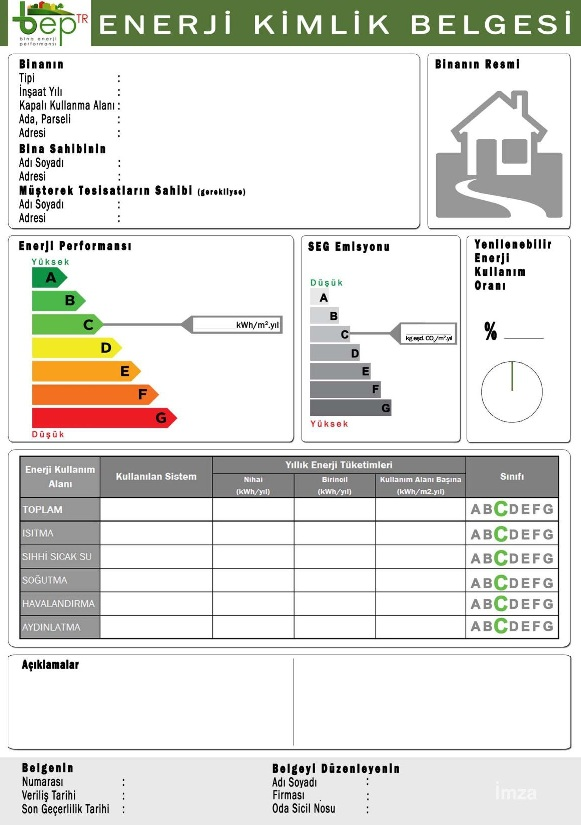 bepTR
bina enerji
performansı
ENERJİ KİMLİK BELGESİ
Binanın
Tipi :
İnşaat Yılı :
Kapalı Kullanma Alanı :
Ada, Parseli :
Adresi :
Bina Sahibinin
Adı Soyadı :
Adresi :
Müşterek Tesisatların Sahibi (gerekliyse)
Adı Soyadı :
Adresi :
Binanın Resmi
Enerji Performansı
Yüksek
A
B
C
kWh/m².yıl
D
E
F
G
Düşük
SEG Emisyonu
Düşük
A
B
C
kg eşd. CO₂/m².yıl
D
E
F
G
Yüksek
Yenilenebilir
Enerji
Kullanım
Oranı
% ____
Enerji Kullanım
Alanı
Kullanılan Sistem
Yıllık Enerji Tüketimleri
Nihai
(kWh/yıl)
Birincil
(kWh/yıl)
Kullanım Alanı Başına
(kWh/m2.yıl)
Sınıfı
TOPLAM ABCDEFG
ISITMA ABCDEFG
SIHHİ SICAK SU ABCDEFG
SOĞUTMA ABCDEFG
HAVALANDIRMA ABCDEFG
AYDINLATMA ABCDEFG
Açıklamalar
Belgenin
Numarası :
Veriliş Tarihi :
Son Geçerlilik Tarihi :
Belgeyi Düzenleyenin
Adı Soyadı :
Firması :
Oda Sicil Nosu :
İmza